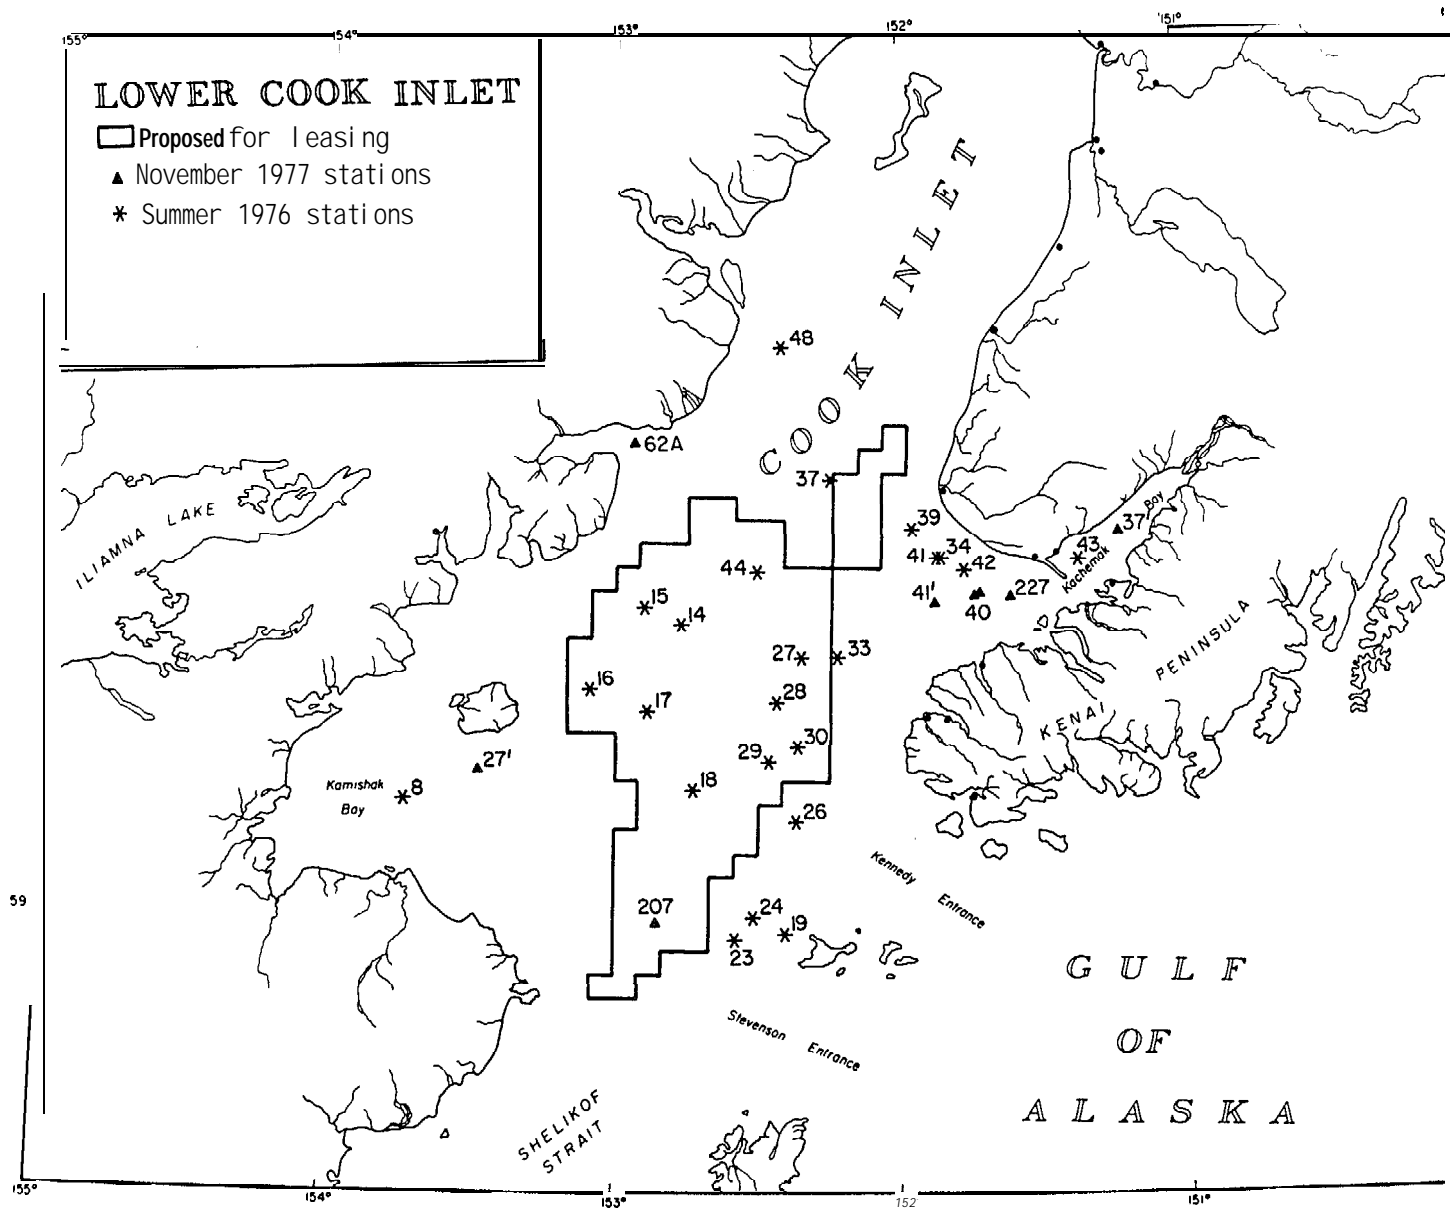 155° 154° 153° 152° 151°
LOWER COOK INLET
Proposed for leasing
November 1977 stations
Summer 1976 stations
COOK INLET
48
62A
37
ILIAMNA LAKE
39
37'
Bay
Kachemak
41 34
43
42
44
41'
40
227
15
14
27 33
PENINSULA
16
17
28
KENAI
30
29
27'
Kamishak
Bay
8
18
26
Kennedy Entrance
59
207
24
19
23
GULF
OF
ALASKA
Stevenson Entrance
SHELIKOF
STRAIT
155° 154° 153° 152 151°